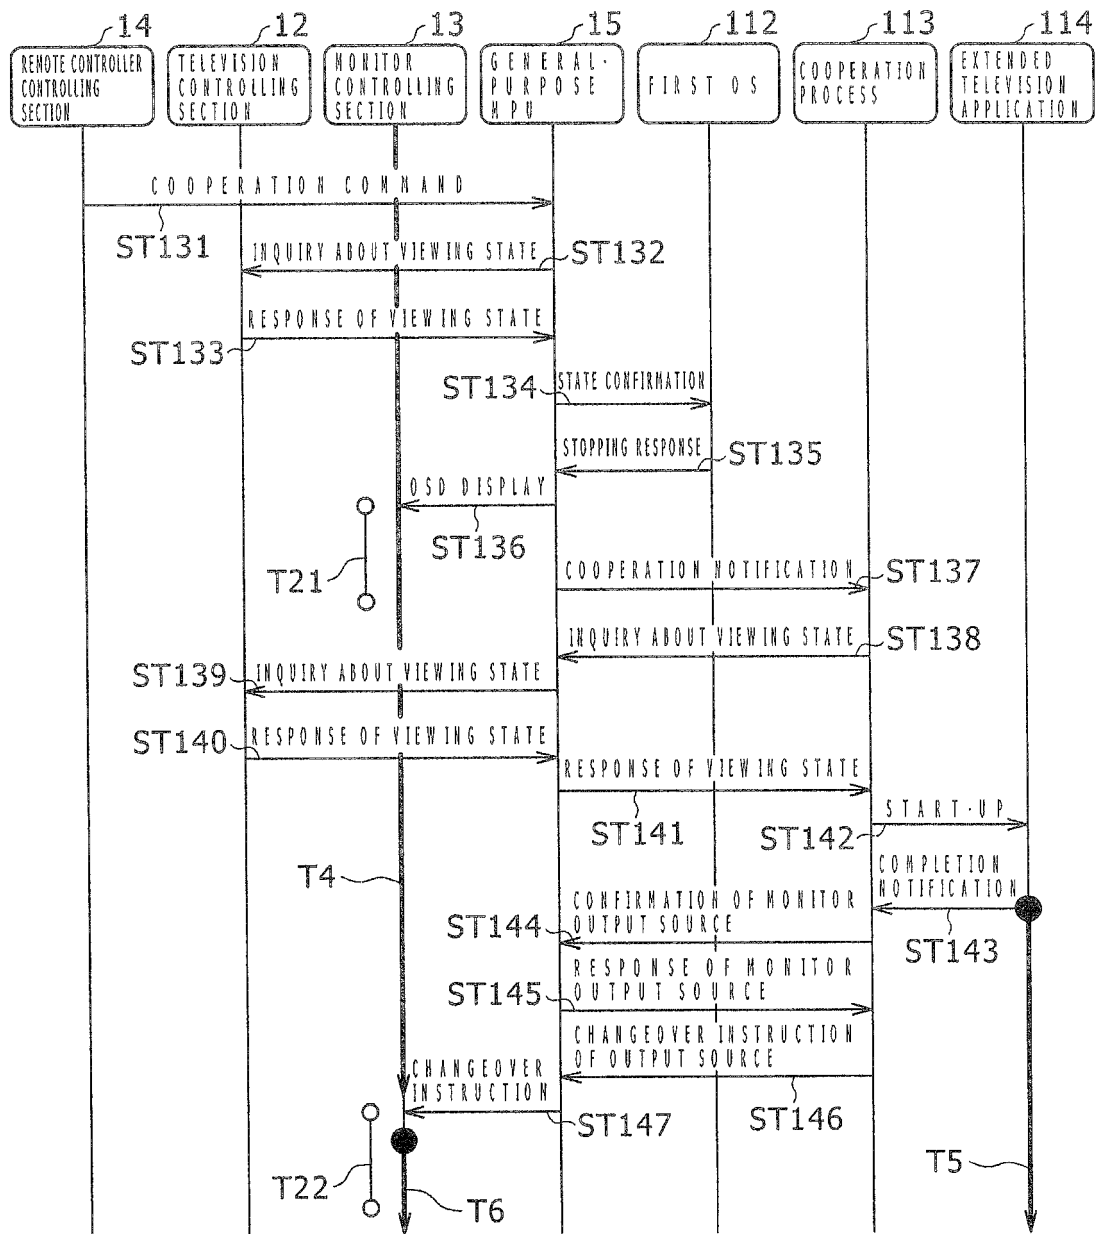 14
12
13
15
112
113
114
REMOTE CONTROLLER
CONTROLLING
SECTION
TELEVISION
CONTROLLING
SECTION
MONITOR
CONTROLLING
SECTION
GENERAL-
PURPOSE
MPU
FIRST OS
COOPERATION
PROCESS
EXTENDED
TELEVISION
APPLICATION
COOPERATION COMMAND
ST131
INQUIRY ABOUT VIEWING STATE
ST132
RESPONSE OF VIEWING STATE
ST133
STATE CONFIRMATION
ST134
STOPPING RESPONSE
ST135
OSD DISPLAY
ST136
T21
COOPERATION NOTIFICATION
ST137
INQUIRY ABOUT VIEWING STATE
ST138
ST139
INQUIRY ABOUT VIEWING STATE
ST140
RESPONSE OF VIEWING STATE
RESPONSE OF VIEWING STATE
ST141
START-UP
ST142
COMPLETION
NOTIFICATION
ST143
T4
CONFIRMATION OF MONITOR
OUTPUT SOURCE
ST144
RESPONSE OF MONITOR
OUTPUT SOURCE
ST145
CHANGEOVER INSTRUCTION
OF OUTPUT SOURCE
ST146
CHANGEOVER
INSTRUCTION
ST147
T22
T6
T5